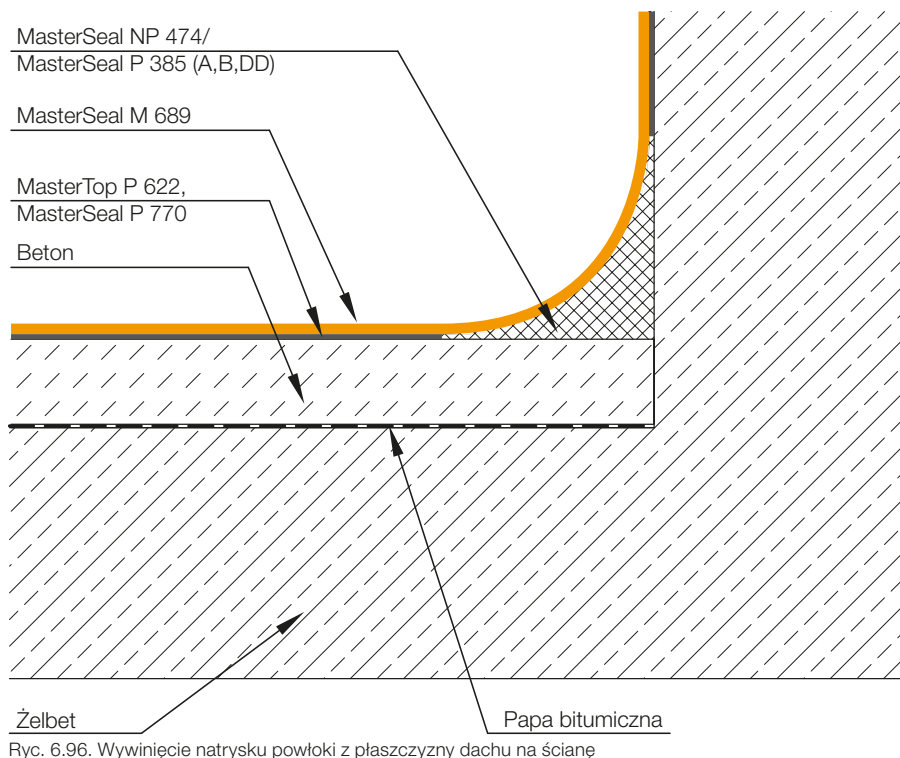 MasterSeal NP 474/
MasterSeal P 385 (A,B,DD)
MasterSeal M 689
MasterTop P 622,
MasterSeal P 770
Beton
Żelbet
Papa bitumiczna
Ryc. 6.96. Wywinięcie natrysku powłoki z płaszczyzny dachu na ścianę